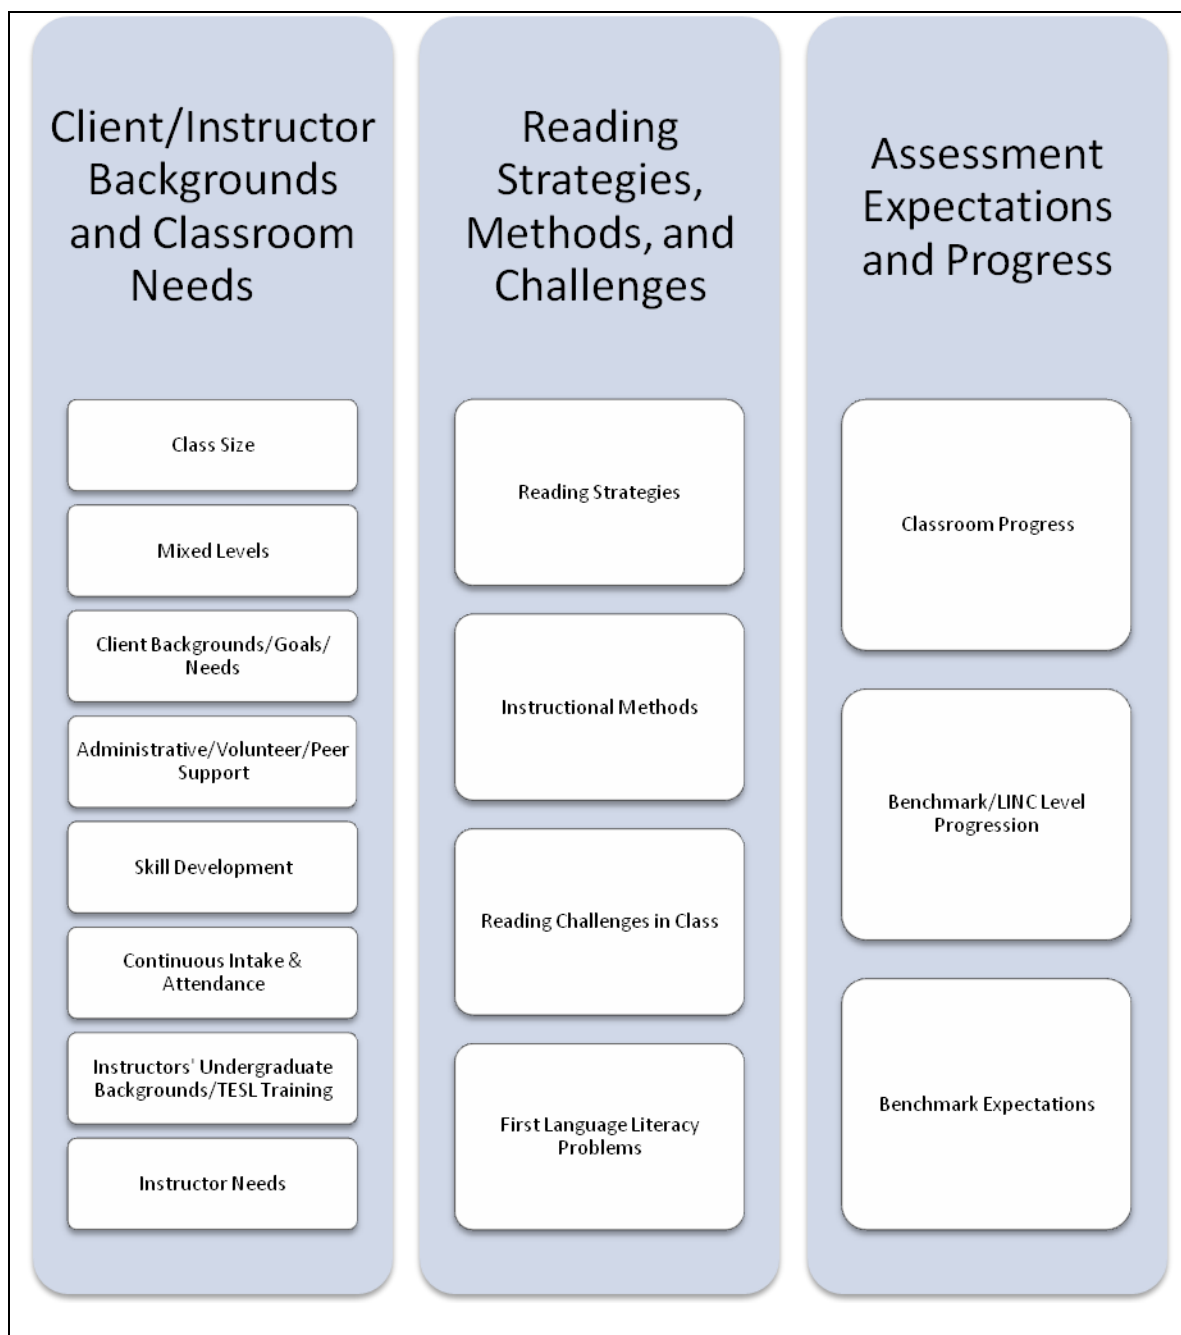 Client/Instructor
Backgrounds
and Classroom
Needs
Class Size
Mixed Levels
Client Backgrounds/Goals/
Needs
Administrative/Volunteer/Peer
Support
Skill Development
Continuous Intake &
Attendance
Instructors' Undergraduate
Backgrounds/TESL Training
Instructor Needs
Reading
Strategies,
Methods, and
Challenges
Reading Strategies
Instructional Methods
Reading Challenges in Class
First Language Literacy
Problems
Assessment
Expectations
and Progress
Classroom Progress
Benchmark/LINC Level
Progression
Benchmark Expectations